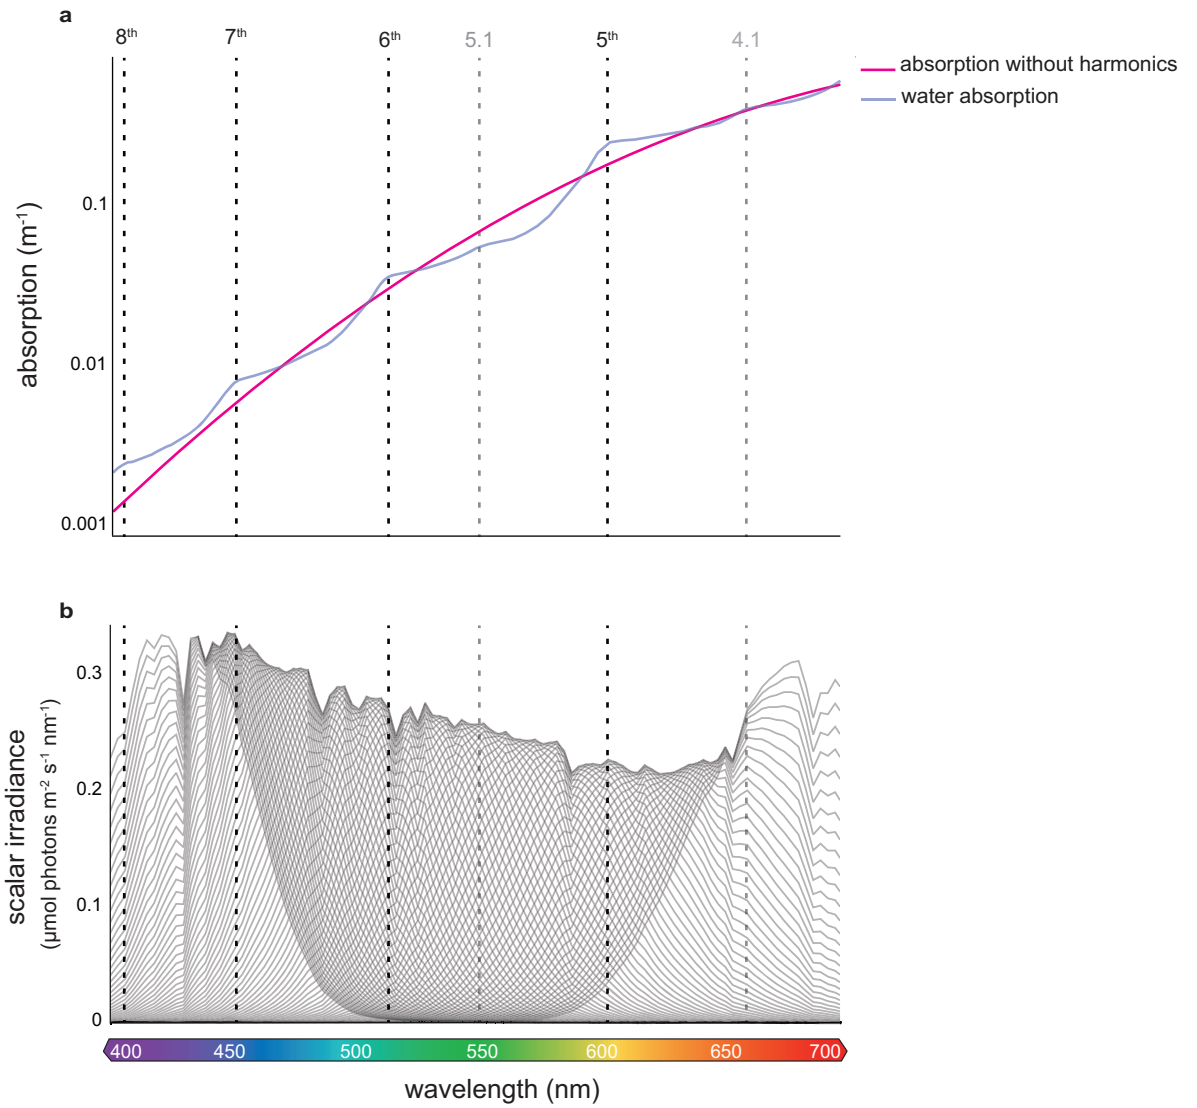 a
8th 7th 6th 5.1 5th 4.1
absorption without harmonics
water absorption
absorption (m-1)
0.1
0.01
0.001
b
scalar irradiance
(μmol photons m-2 s-1 nm-1)
0.3
0.2
0.1
0
400 450 500 550 600 650 700
wavelength (nm)